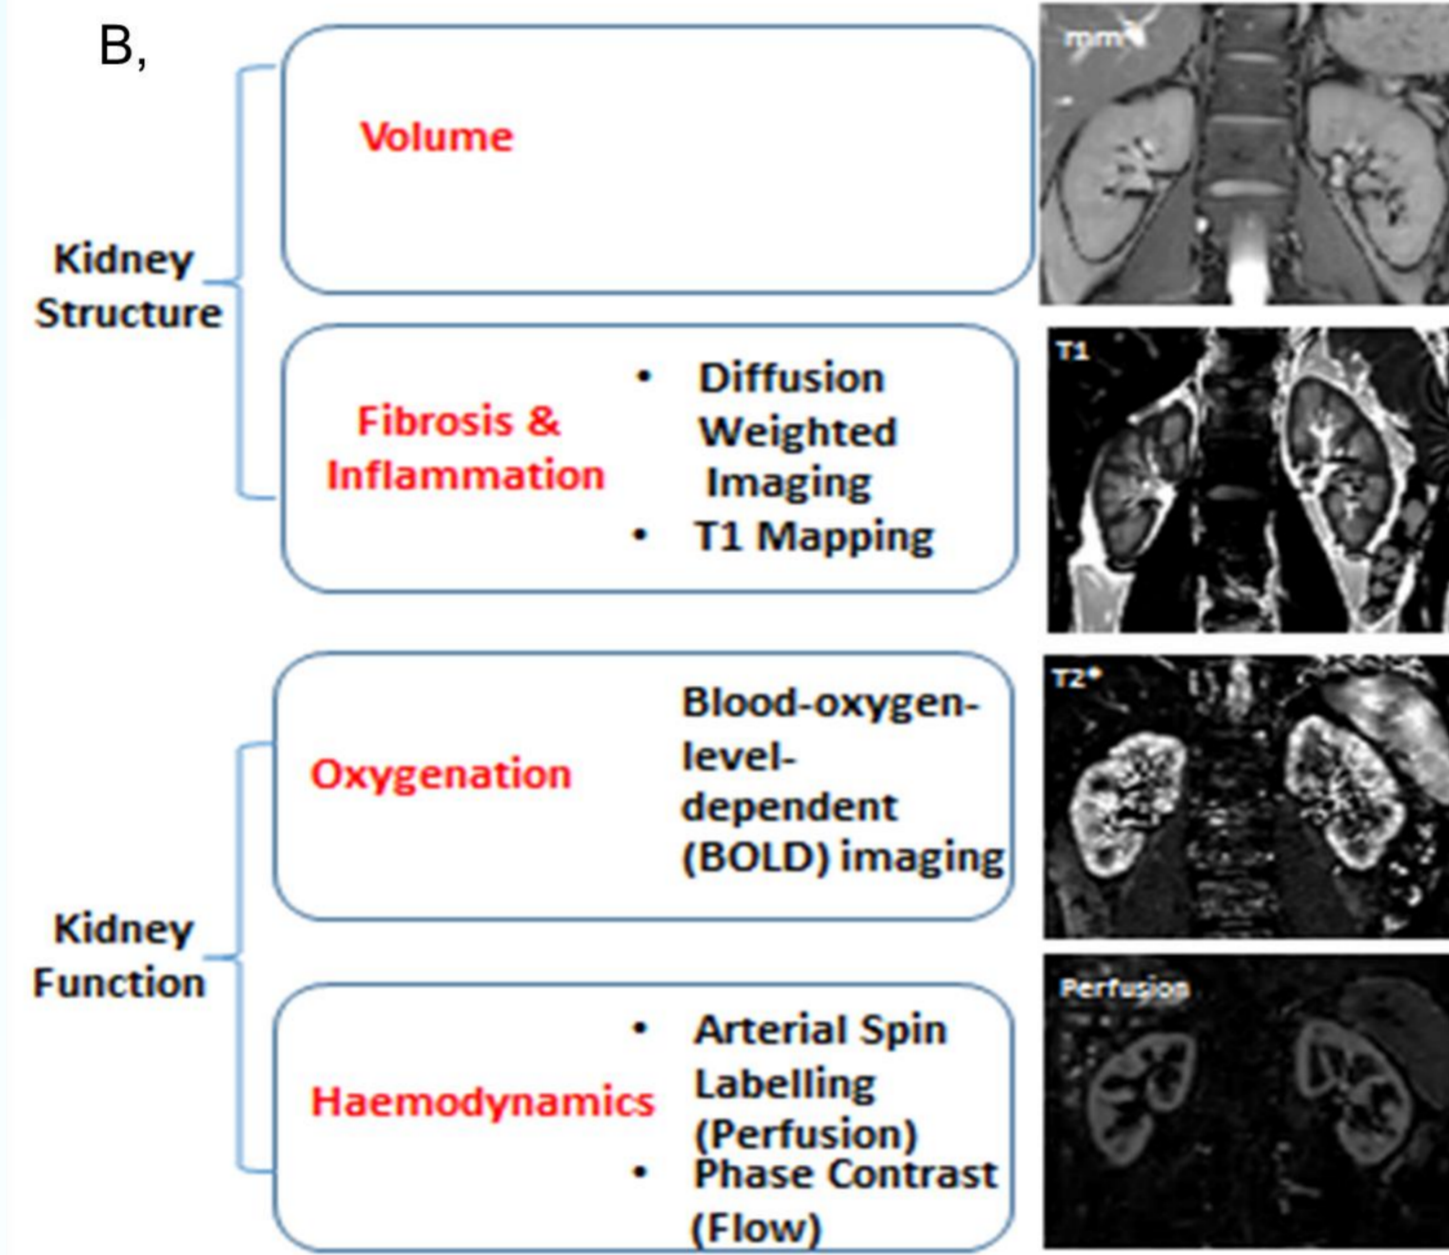 B,
Kidney
Structure
Volume
mm³
Fibrosis &
Inflammation
• Diffusion
Weighted
Imaging
• T1 Mapping
T1
Kidney
Function
Oxygenation
Blood-oxygen-
level-
dependent
(BOLD) imaging
T2*
Haemodynamics
• Arterial Spin
Labelling
(Perfusion)
• Phase Contrast
(Flow)
Perfusion